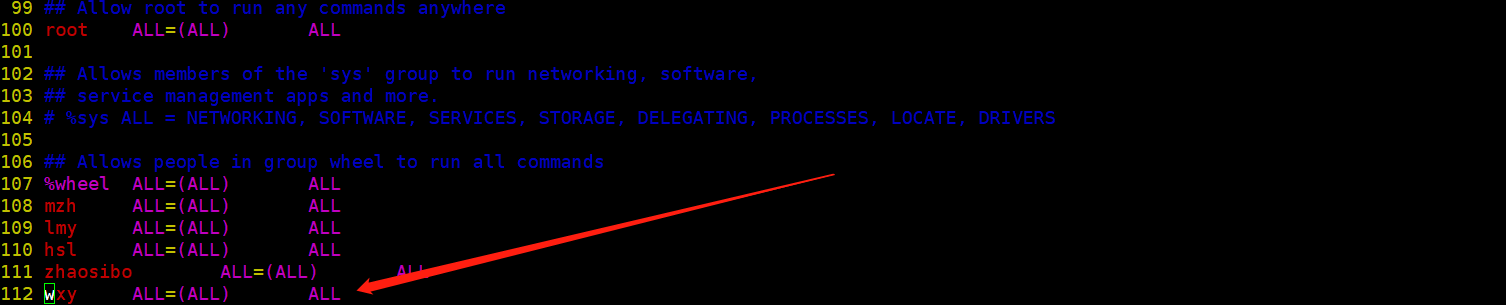 99 ## Allow root to run any commands anywhere
100 root    ALL=(ALL)       ALL
101
102 ## Allows members of the 'sys' group to run networking, software,
103 ## service management apps and more.
104 # %sys ALL = NETWORKING, SOFTWARE, SERVICES, STORAGE, DELEGATING, PROCESSES, LOCATE, DRIVERS
105
106 ## Allows people in group wheel to run all commands
107 %wheel  ALL=(ALL)       ALL
108 mzh     ALL=(ALL)       ALL
109 lmy     ALL=(ALL)       ALL
110 hsl     ALL=(ALL)       ALL
111 zhaosibo        ALL=(ALL)       ALL
112 wxy     ALL=(ALL)       ALL